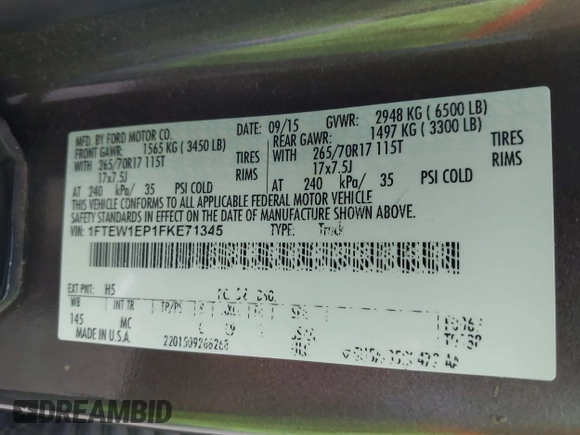 MFD. BY FORD MOTOR CO.
DATE: 09/15 GVWR: 2948 KG ( 6500 LB)
FRONT GAWR: 1565 KG ( 3450 LB)
REAR GAWR: 1497 KG ( 3300 LB)
WITH 265/70R17 115T TIRES
WITH 265/70R17 115T TIRES
17x7.5J RIMS
17x7.5J RIMS
AT 240 kPa/ 35 PSI COLD
AT 240 kPa/ 35 PSI COLD
THIS VEHICLE CONFORMS TO ALL APPLICABLE FEDERAL MOTOR VEHICLE
SAFETY STANDARDS IN EFFECT ON THE DATE OF MANUFACTURE SHOWN ABOVE.
VIN: 1FTEW1EP1FKE71345
TYPE: Truck
EXT PNT: H5
WB INT TR TP/PS
145 MC
MADE IN U.S.A.
2201509266268
DREAMBID